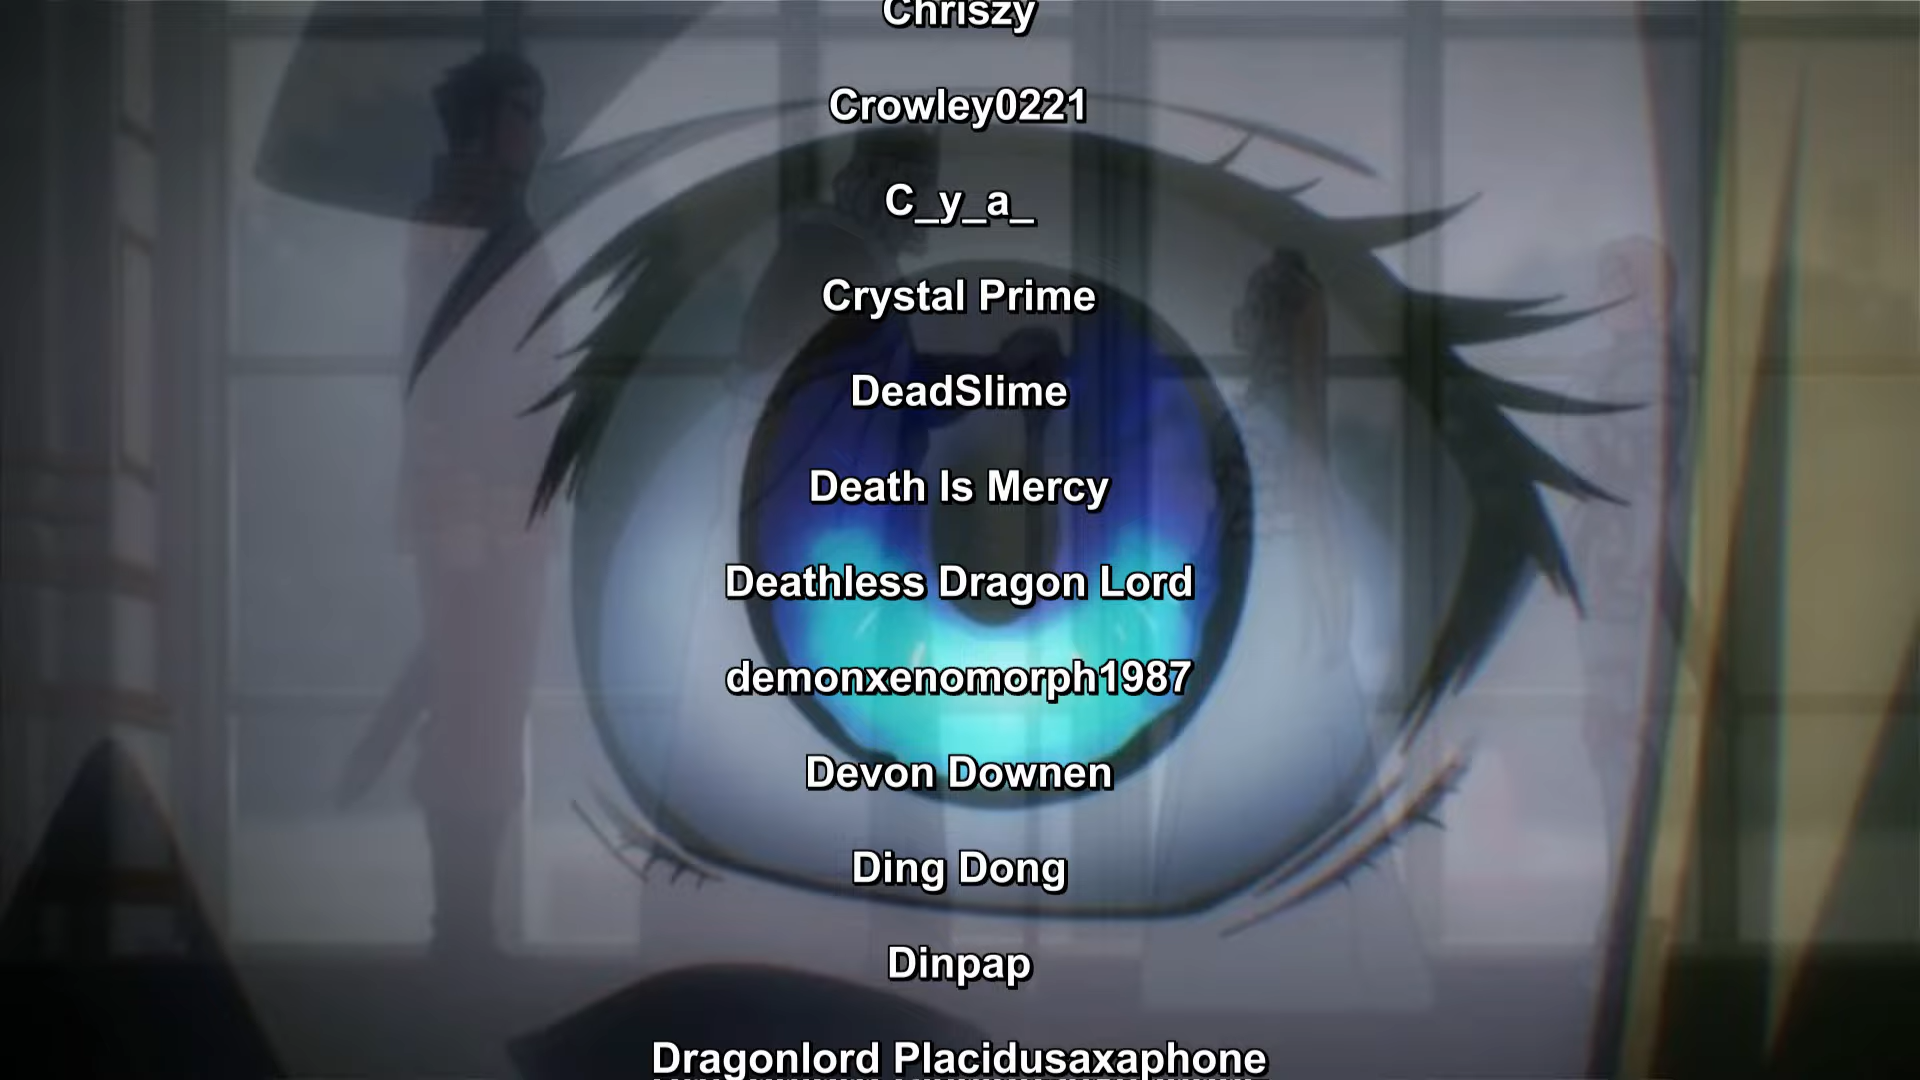 Chriszy
Crowley0221
C_y_a_
Crystal Prime
DeadSlime
Death Is Mercy
Deathless Dragon Lord
demonxenomorph1987
Devon Downen
Ding Dong
Dinpap
Dragonlord Placidusaxaphone